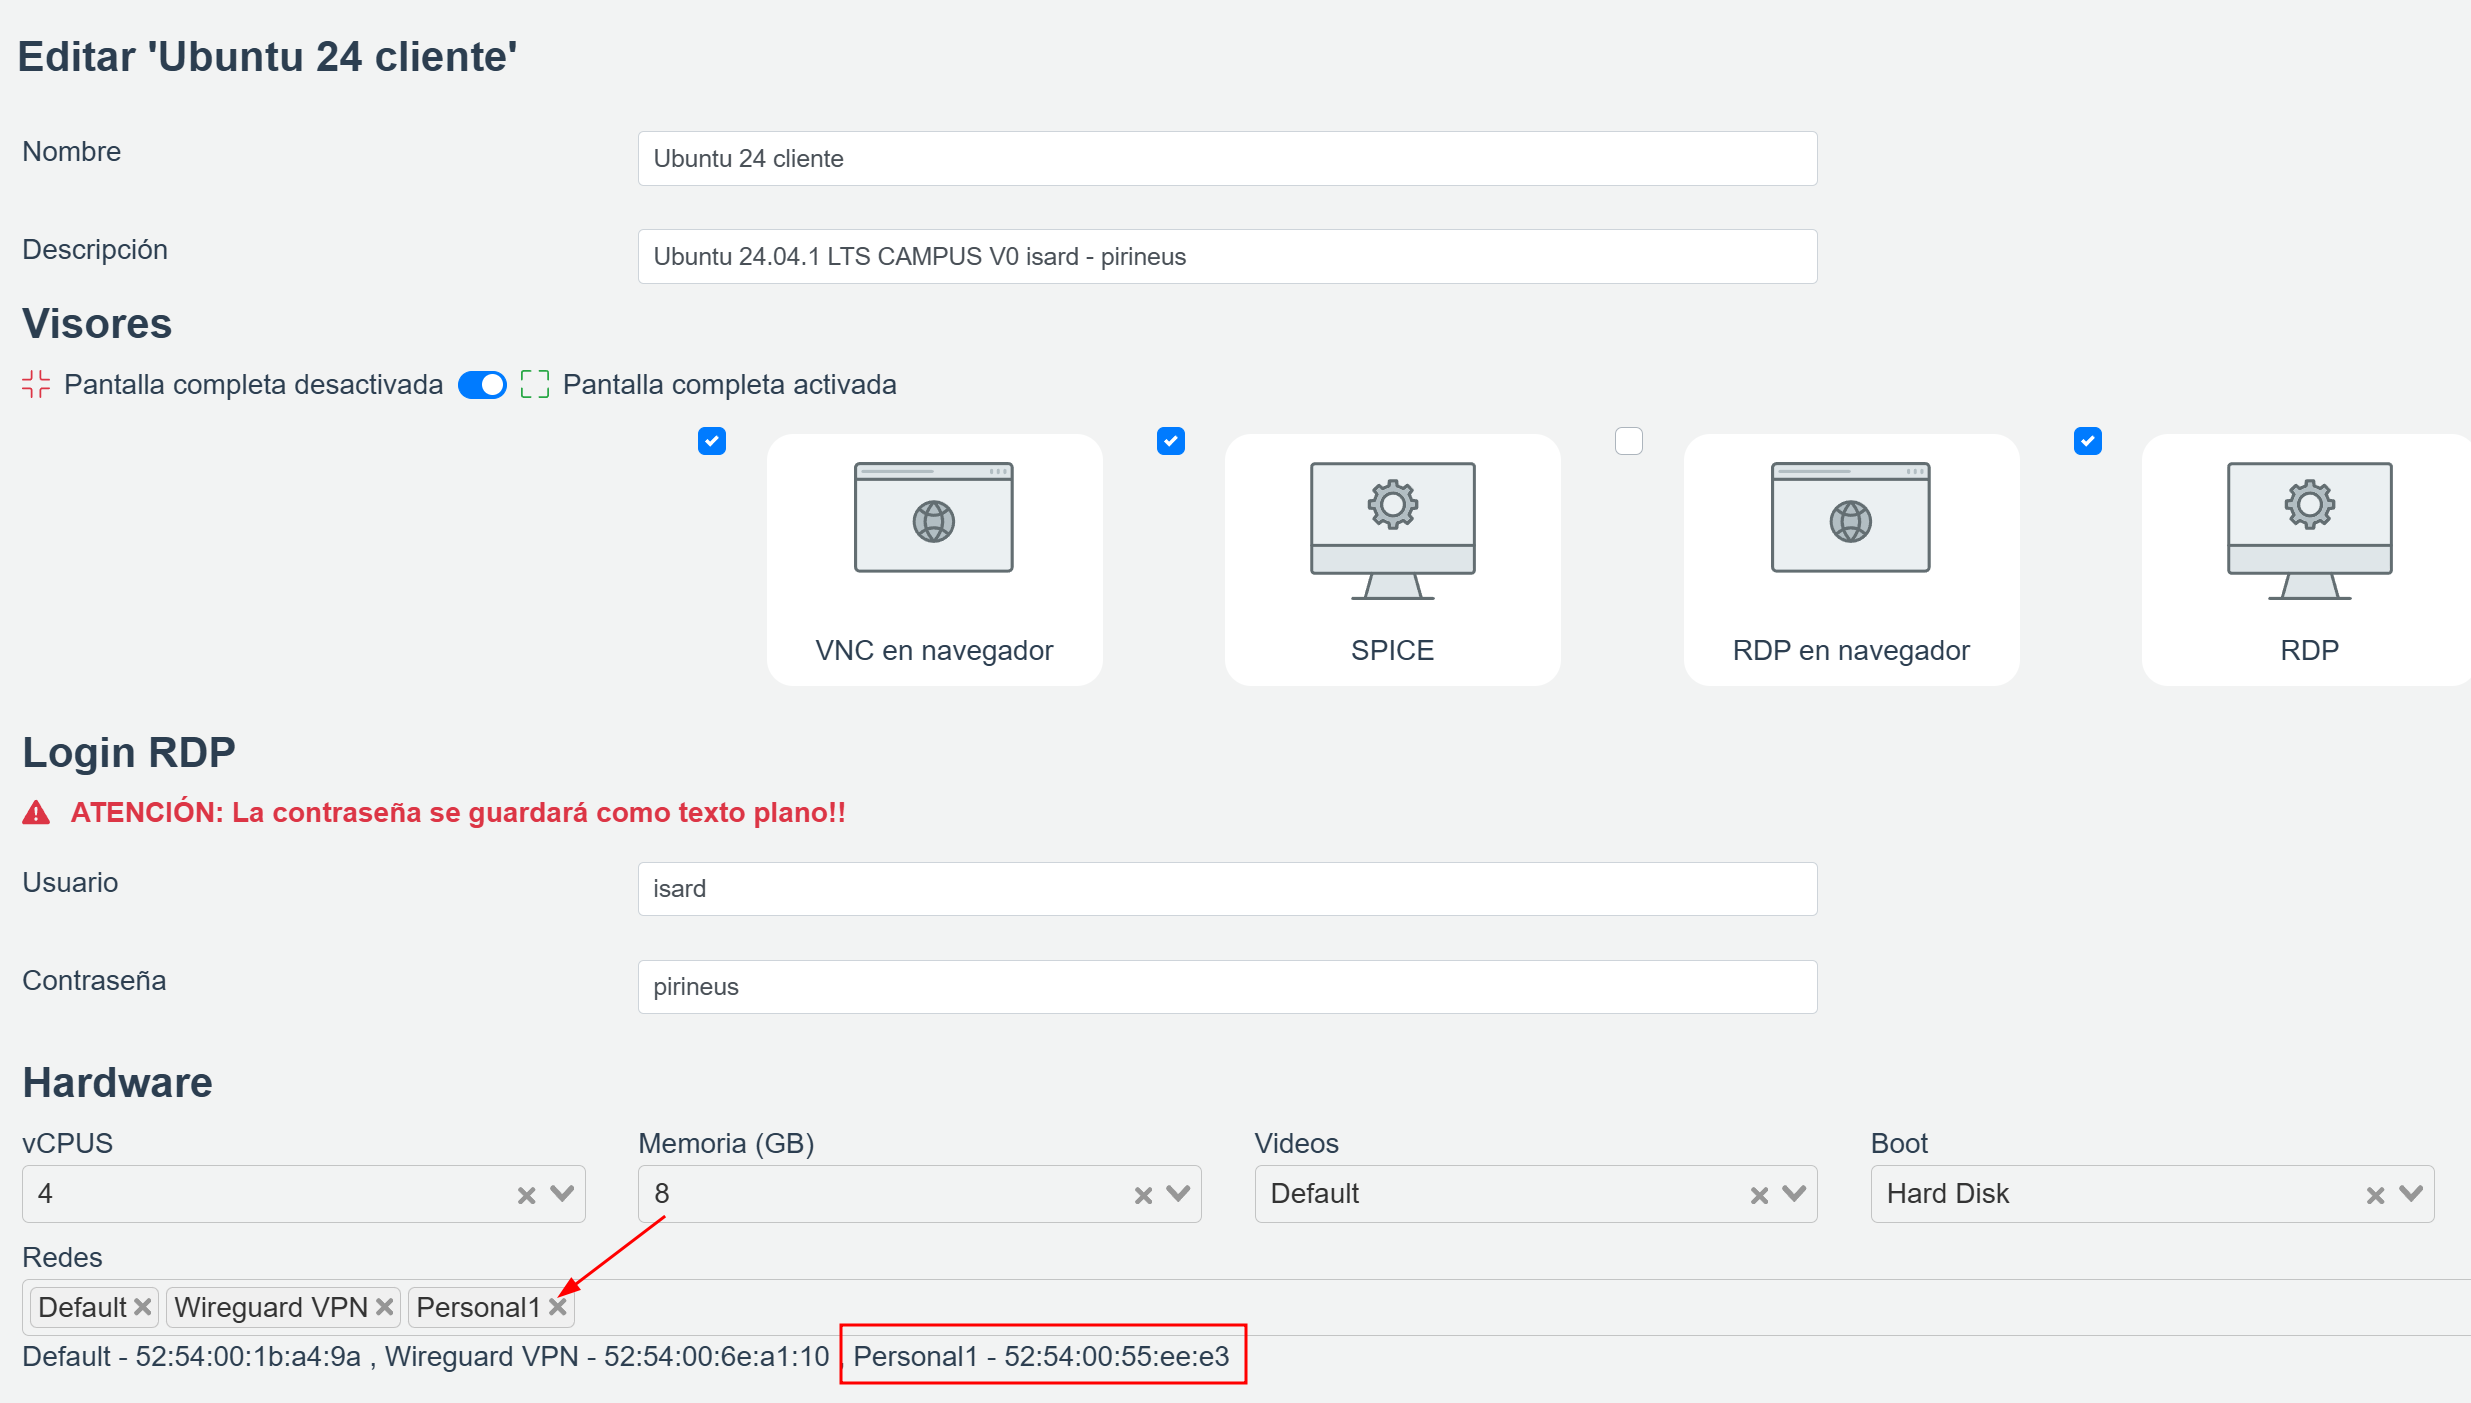 Editar 'Ubuntu 24 cliente'
Nombre
Ubuntu 24 cliente
Descripción
Ubuntu 24.04.1 LTS CAMPUS V0 isard - pirineus
Visores
Pantalla completa desactivada Pantalla completa activada
VNC en navegador SPICE RDP en navegador RDP
Login RDP
ATENCIÓN: La contraseña se guardará como texto plano!!
Usuario
isard
Contraseña
pirineus
Hardware
vCPUS Memoria (GB) Videos Boot
4 8 Default Hard Disk
Redes
Default Wireguard VPN Personal1
Default - 52:54:00:1b:a4:9a , Wireguard VPN - 52:54:00:6e:a1:10 , Personal1 - 52:54:00:55:ee:e3